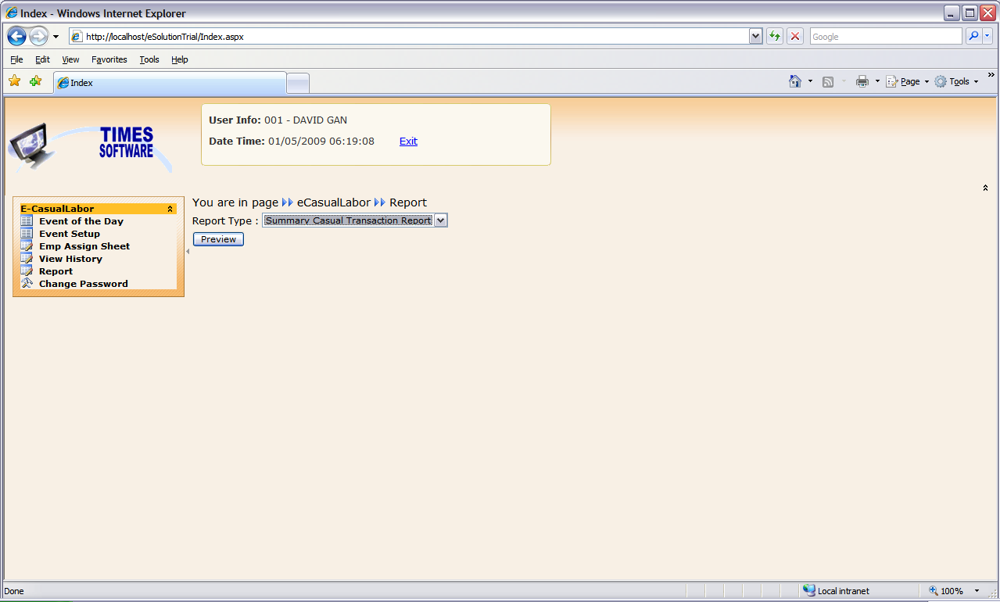 Index - Windows Internet Explorer
http://localhost/eSolutionTrial/Index.aspx
Google
File Edit View Favorites Tools Help
Index
Page Tools
TIMES
SOFTWARE
User Info: 001 - DAVID GAN
Date Time: 01/05/2009 06:19:08 Exit
E-CasualLabor
Event of the Day
Event Setup
Emp Assign Sheet
View History
Report
Change Password
You are in page eCasualLabor Report
Report Type : Summary Casual Transaction Report
Preview
Done
Local intranet
100%